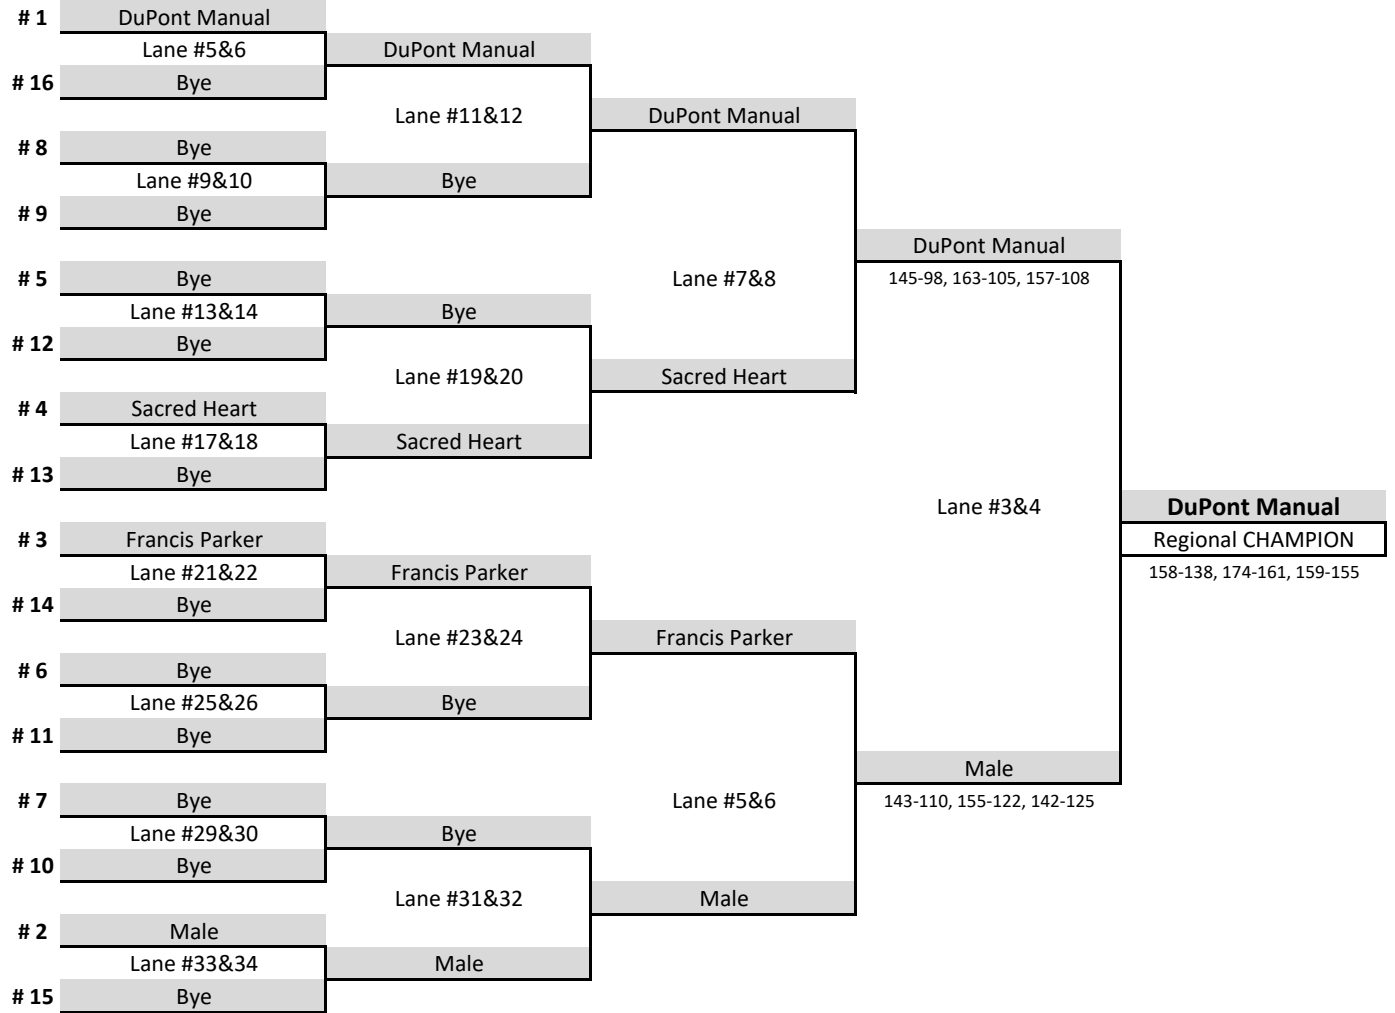 # 1 DuPont Manual
Lane #5&6 DuPont Manual
# 16 Bye
Lane #11&12 DuPont Manual
# 8 Bye
Lane #9&10 Bye
# 9 Bye
DuPont Manual
# 5 Bye Lane #7&8 145-98, 163-105, 157-108
Lane #13&14 Bye
# 12 Bye
Lane #19&20 Sacred Heart
# 4 Sacred Heart
Lane #17&18 Sacred Heart
# 13 Bye
Lane #3&4 DuPont Manual
# 3 Francis Parker Regional CHAMPION
Lane #21&22 Francis Parker 158-138, 174-161, 159-155
# 14 Bye
Lane #23&24 Francis Parker
# 6 Bye
Lane #25&26 Bye
# 11 Bye
Male
# 7 Bye Lane #5&6 143-110, 155-122, 142-125
Lane #29&30 Bye
# 10 Bye
Lane #31&32 Male
# 2 Male
Lane #33&34 Male
# 15 Bye